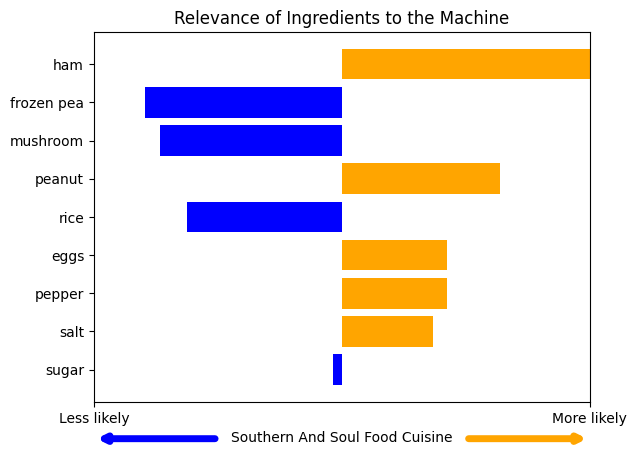 Relevance of Ingredients to the Machine
ham
frozen pea
mushroom
peanut
rice
eggs
pepper
salt
sugar
Less likely
More likely
Southern And Soul Food Cuisine